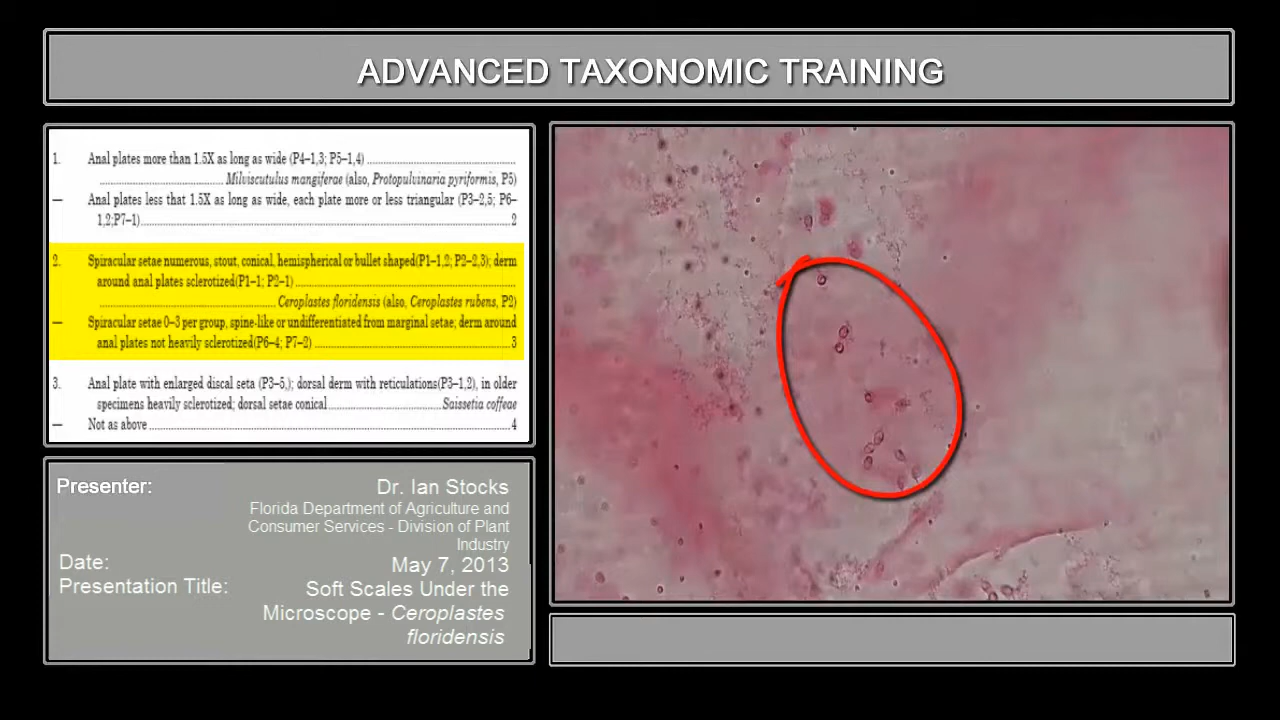 ADVANCED TAXONOMIC TRAINING
1. Anal plates more than 1.5X as long as wide (P4–1,3; P5–1,4) ...............................................
........................................ Milviscutulus mangiferae (also, Protopulvinaria pyriformis, P5)
— Anal plates less that 1.5X as long as wide, each plate more or less triangular (P3–2,5; P6–
1,2;P7–1)..........................................................................................................................2
2. Spiracular setae numerous, stout, conical, hemispherical or bullet shaped(P1–1,2; P2–2,3); derm
around anal plates sclerotized(P1–1; P2–1) ......................................................................
......................................................... Ceroplastes floridensis (also, Ceroplastes rubens, P2)
— Spiracular setae 0–3 per group, spine-like or undifferentiated from marginal setae; derm around
anal plates not heavily sclerotized(P6–4; P7–2) .................................................................3
3. Anal plate with enlarged discal seta (P3–5,); dorsal derm with reticulations(P3–1,2), in older
specimens heavily sclerotized; dorsal setae conical ....................................Saissetia coffeae
— Not as above ....................................................................................................................4
Presenter: Dr. Ian Stocks
Florida Department of Agriculture and
Consumer Services - Division of Plant
Industry
Date: May 7, 2013
Presentation Title: Soft Scales Under the
Microscope - Ceroplastes
floridensis